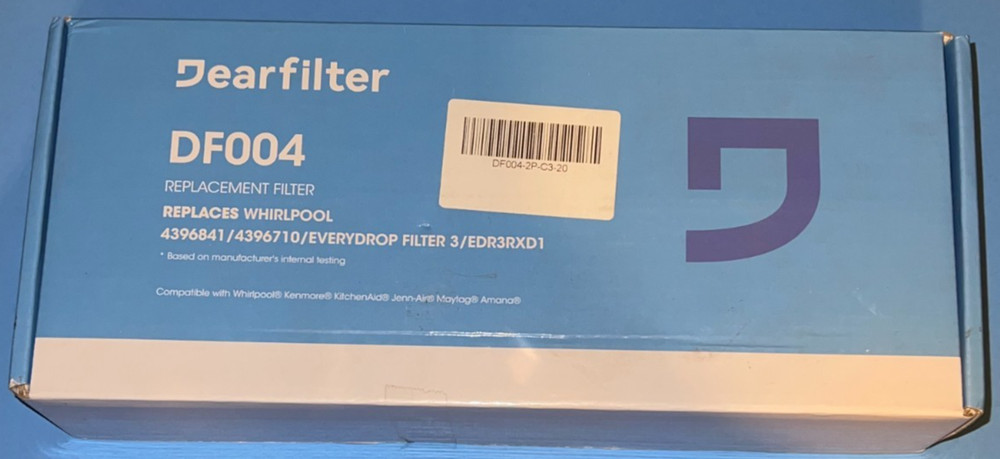 Dearfilter
DF004
REPLACEMENT FILTER
REPLACES WHIRLPOOL
4396841/4396710/EVERYDROP FILTER 3/EDR3RXD1
* Based on manufacturer's internal testing
Compatible with Whirlpool® Kenmore® KitchenAid® Jenn-Air® Maytag® Amana®
DF004-2P-C3-20